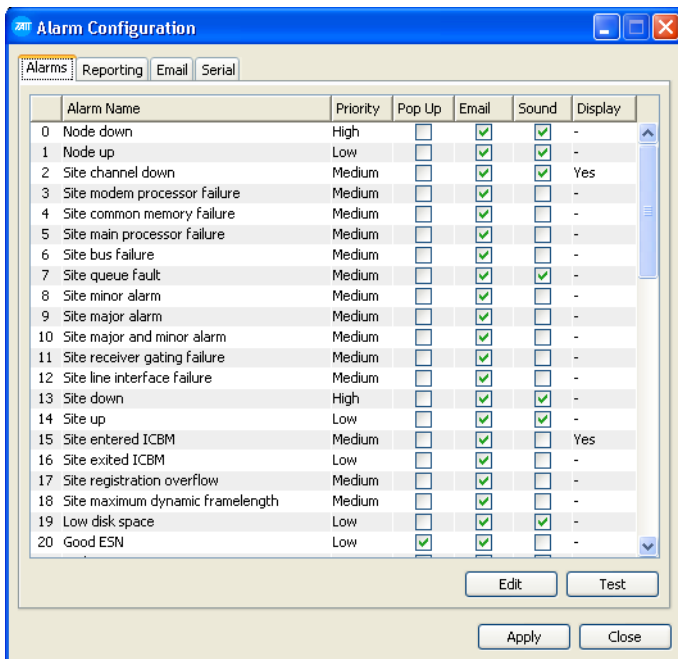 TAIT Alarm Configuration
Alarms Reporting Email Serial
Alarm Name Priority Pop Up Email Sound Display
0 Node down High -
1 Node up Low -
2 Site channel down Medium Yes
3 Site modem processor failure Medium -
4 Site common memory failure Medium -
5 Site main processor failure Medium -
6 Site bus failure Medium -
7 Site queue fault Medium -
8 Site minor alarm Medium -
9 Site major alarm Medium -
10 Site major and minor alarm Medium -
11 Site receiver gating failure Medium -
12 Site line interface failure Medium -
13 Site down High -
14 Site up Low -
15 Site entered ICBM Medium Yes
16 Site exited ICBM Low -
17 Site registration overflow Medium -
18 Site maximum dynamic framelength Medium -
19 Low disk space Low -
20 Good ESN Low -
Edit Test
Apply Close